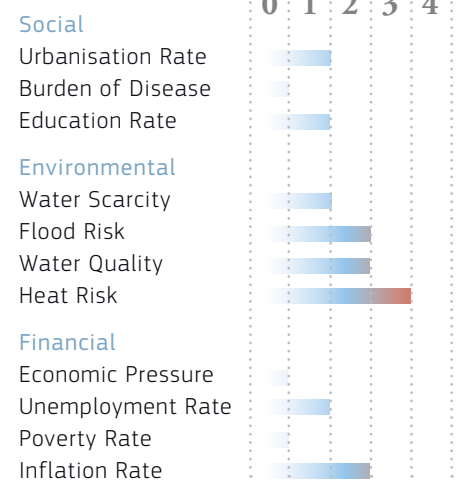 0 1 2 3 4
Social
Urbanisation Rate
Burden of Disease
Education Rate
Environmental
Water Scarcity
Flood Risk
Water Quality
Heat Risk
Financial
Economic Pressure
Unemployment Rate
Poverty Rate
Inflation Rate